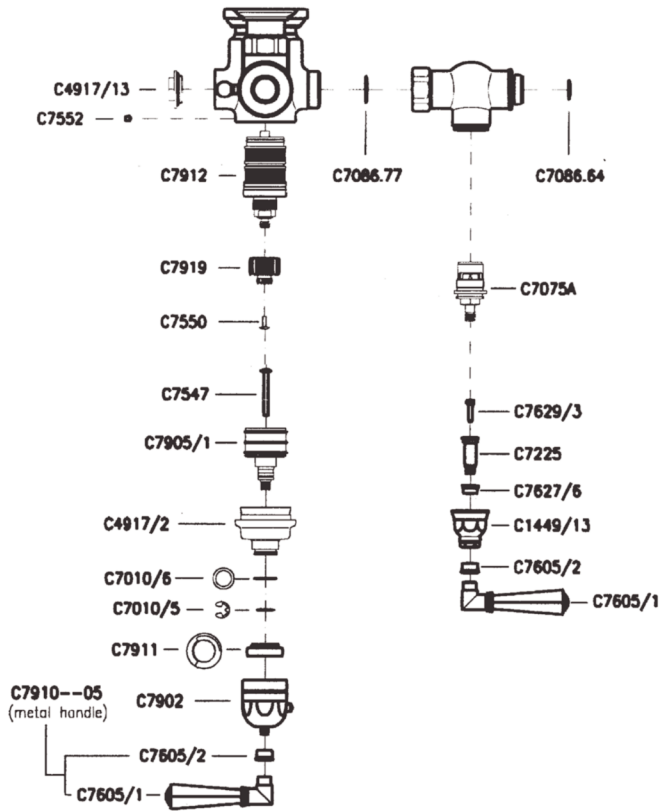 C4917/13
C7552
C7912
C7086.77
C7086.64
C7919
C7075A
C7550
C7547
C7629/3
C7905/1
C7225
C7627/6
C4917/2
C1449/13
C7605/2
C7010/6
C7605/1
C7010/5
C7911
C7910--05
(metal handle)
C7902
C7605/2
C7605/1